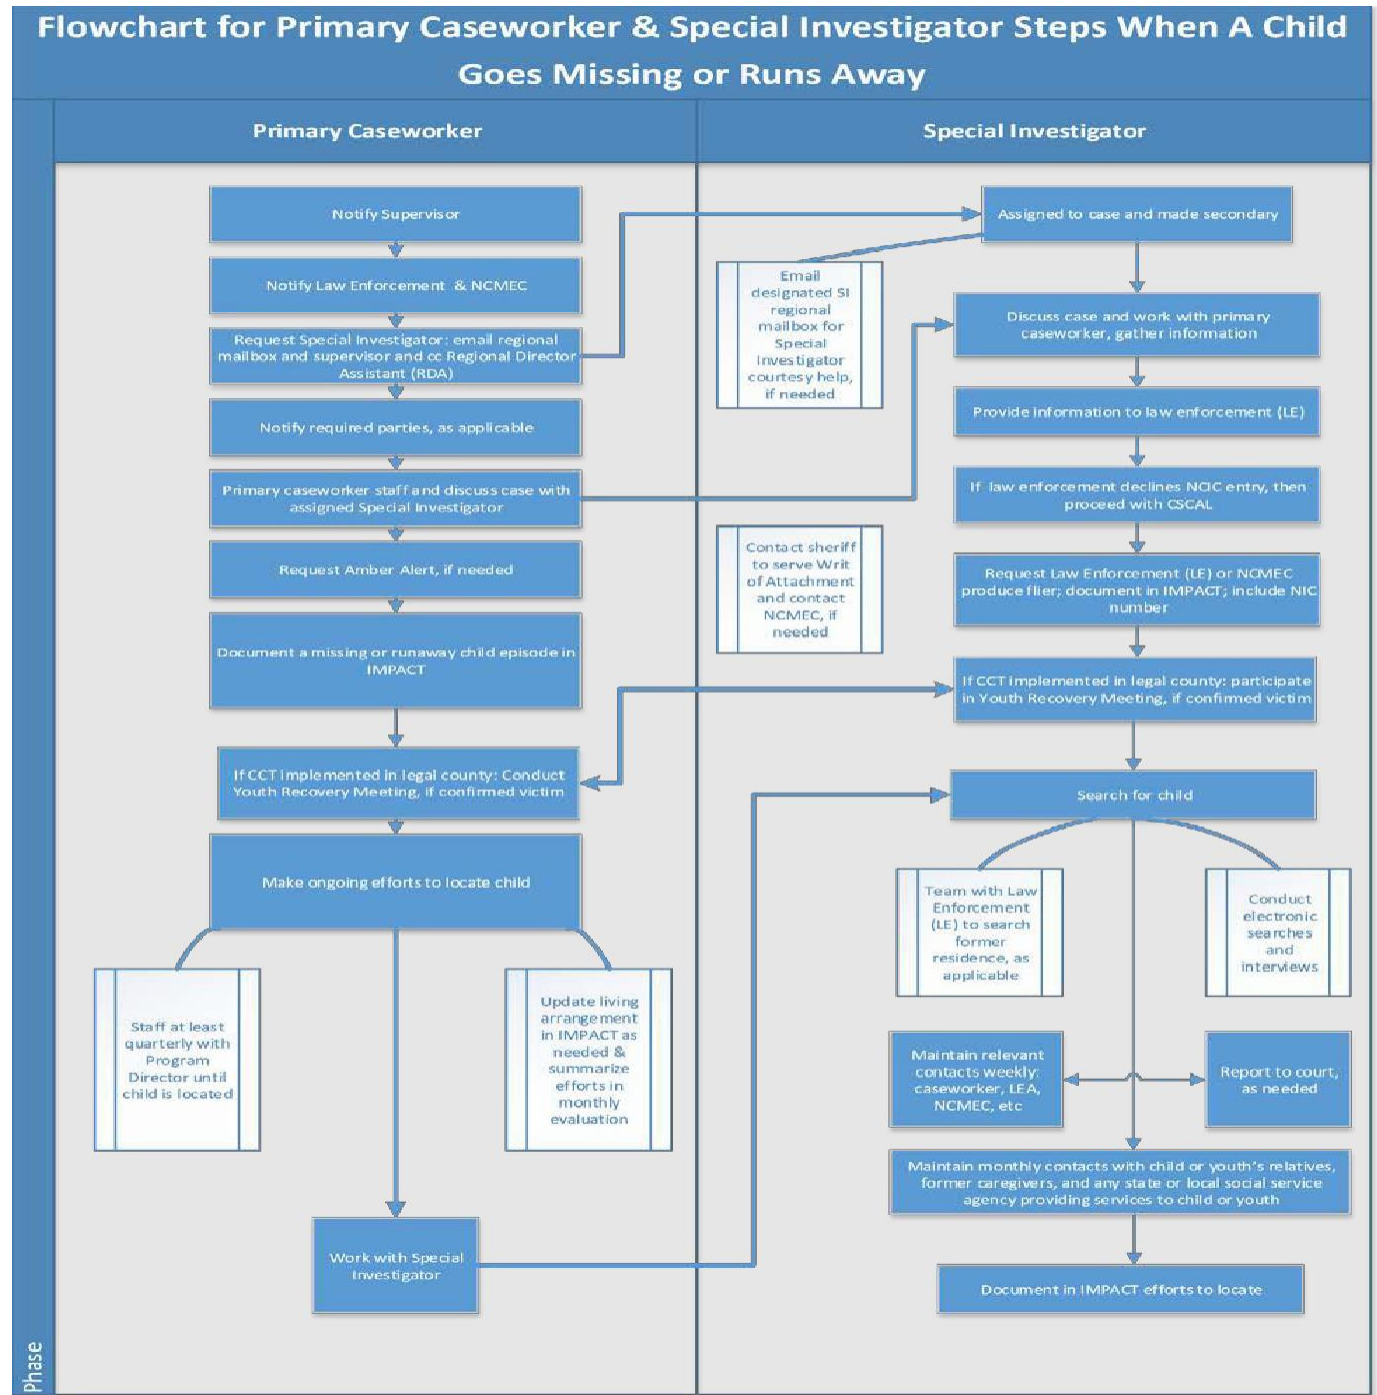 Flowchart for Primary Caseworker & Special Investigator Steps When A Child
Goes Missing or Runs Away
Primary Caseworker
Special Investigator
Notify Supervisor
Notify Law Enforcement & NCMEC
Request Special Investigator: email regional
mailbox and supervisor and cc Regional Director
Assistant (RDA)
Notify required parties, as applicable
Primary caseworker staff and discuss case with
assigned Special Investigator
Request Amber Alert, if needed
Document a missing or runaway child episode in
IMPACT
If CCT implemented in legal county: Conduct
Youth Recovery Meeting, if confirmed victim
Make ongoing efforts to locate child
Staff at least
quarterly with
Program
Director until
child is located
Update living
arrangement
in IMPACT as
needed &
summarize
efforts in
monthly
evaluation
Work with Special
Investigator
Assigned to case and made secondary
Email
designated SI
regional
mailbox for
Special
Investigator
courtesy help,
if needed
Discuss case and work with primary
caseworker, gather information
Provide information to law enforcement (LE)
If law enforcement declines NCIC entry, then
proceed with CSCAL
Contact sheriff
to serve Writ
of Attachment
and contact
NCMEC, if
needed
Request Law Enforcement (LE) or NCMEC
produce flier; document in IMPACT; include NIC
number
If CCT implemented in legal county: participate
in Youth Recovery Meeting, if confirmed victim
Search for child
Team with Law
Enforcement
(LE) to search
former
residence, as
applicable
Conduct
electronic
searches
and
interviews
Maintain relevant
contacts weekly:
caseworker, LEA,
NCMEC, etc
Report to court,
as needed
Maintain monthly contacts with child or youth's relatives,
former caregivers, and any state or local social service
agency providing services to child or youth
Document in IMPACT efforts to locate
Phase